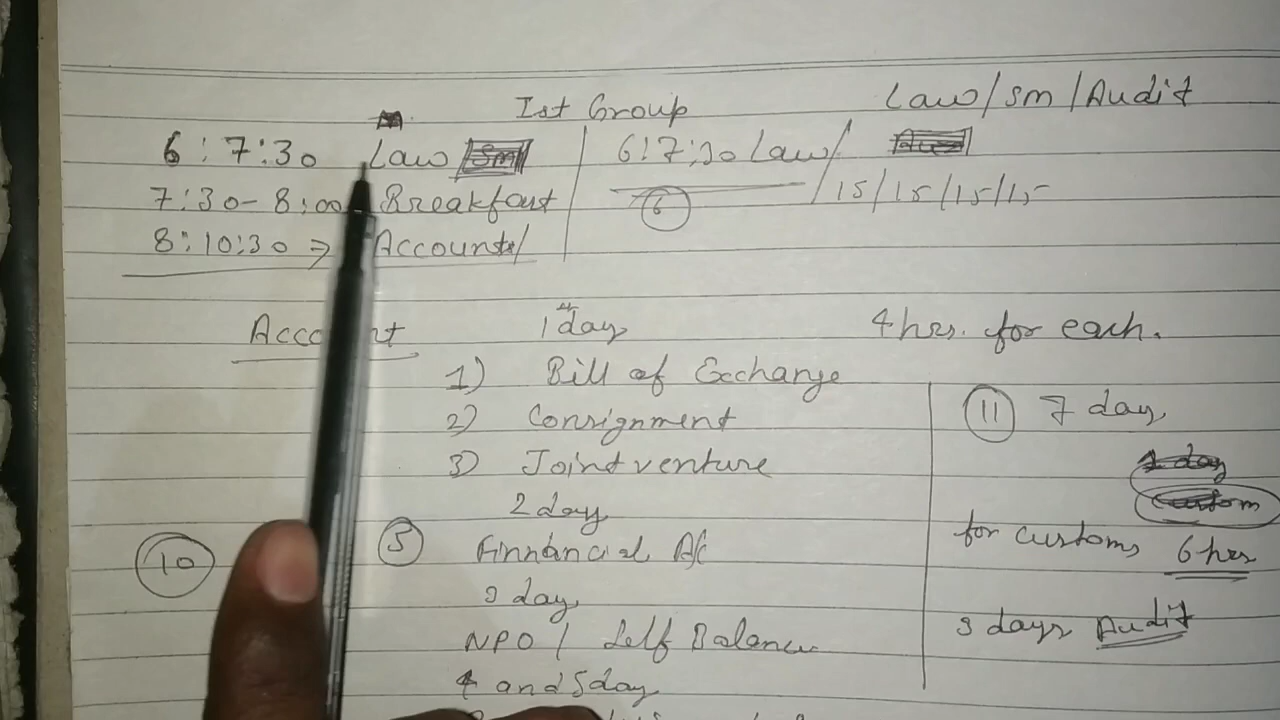 Ist Group
Law/Sm/Audit
6:7:30 Law
7:30-8:00 Breakfast
8:10:30 ⇒ Accounts/
6:7:30 Law/
6
/15/15/15/15
1st day
4 hrs. for each.
1) Bill of Exchange
2) Consignment
3) Joint venture
2 day
10
5
Finnancial A/c
3 day
NPO / Self Balance
4 and 5 day
11 7 day
for customs 6 hrs
3 days Audit